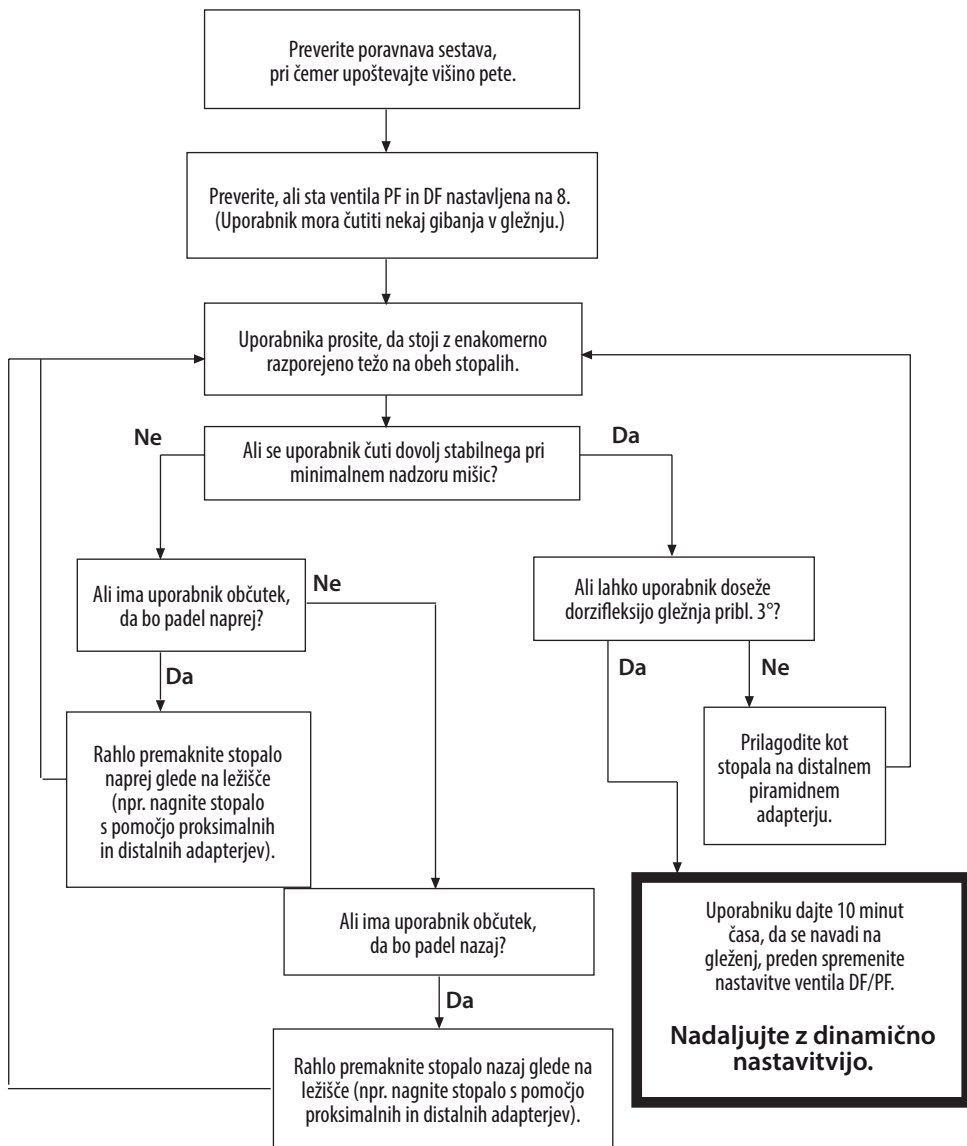 Preverite poravnava sestava,
pri čemer upoštevajte višino pete.
Preverite, ali sta ventila PF in DF nastavljena na 8.
(Uporabnik mora čutiti nekaj gibanja v gležnju.)
Uporabnika prosite, da stoji z enakomerno
razporejeno težo na obeh stopalih.
Ne
Ali se uporabnik čuti dovolj stabilnega pri
minimalnem nadzoru mišic?
Da
Ali ima uporabnik občutek,
da bo padel naprej?
Ne
Ali lahko uporabnik doseže
dorzifleksijo gležnja pribl. 3°?
Da
Da
Ne
Rahlo premaknite stopalo
naprej glede na ležišče
(npr. nagnite stopalo
s pomočjo proksimalnih
in distalnih adapterjev).
Prilagodite kot
stopala na distalnem
piramidnem
adapterju.
Ali ima uporabnik občutek,
da bo padel nazaj?
Da
Uporabniku dajte 10 minut
časa, da se navadi na
gleženj, preden spremenite
nastavitve ventila DF/PF.
Nadaljujte z dinamično
nastavitvijo.
Rahlo premaknite stopalo nazaj glede na
ležišče (npr. nagnite stopalo s pomočjo
proksimalnih in distalnih adapterjev).